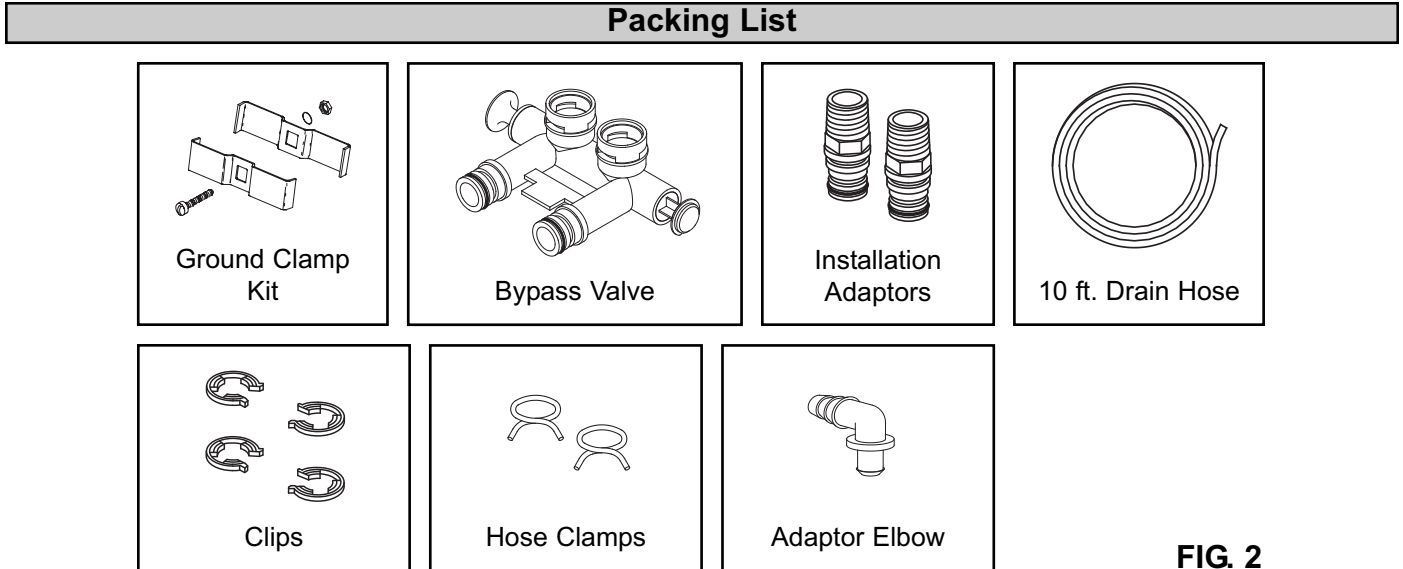 Packing List
Ground Clamp
Kit
Bypass Valve
Installation
Adaptors
10 ft. Drain Hose
Clips
Hose Clamps
Adaptor Elbow
FIG. 2